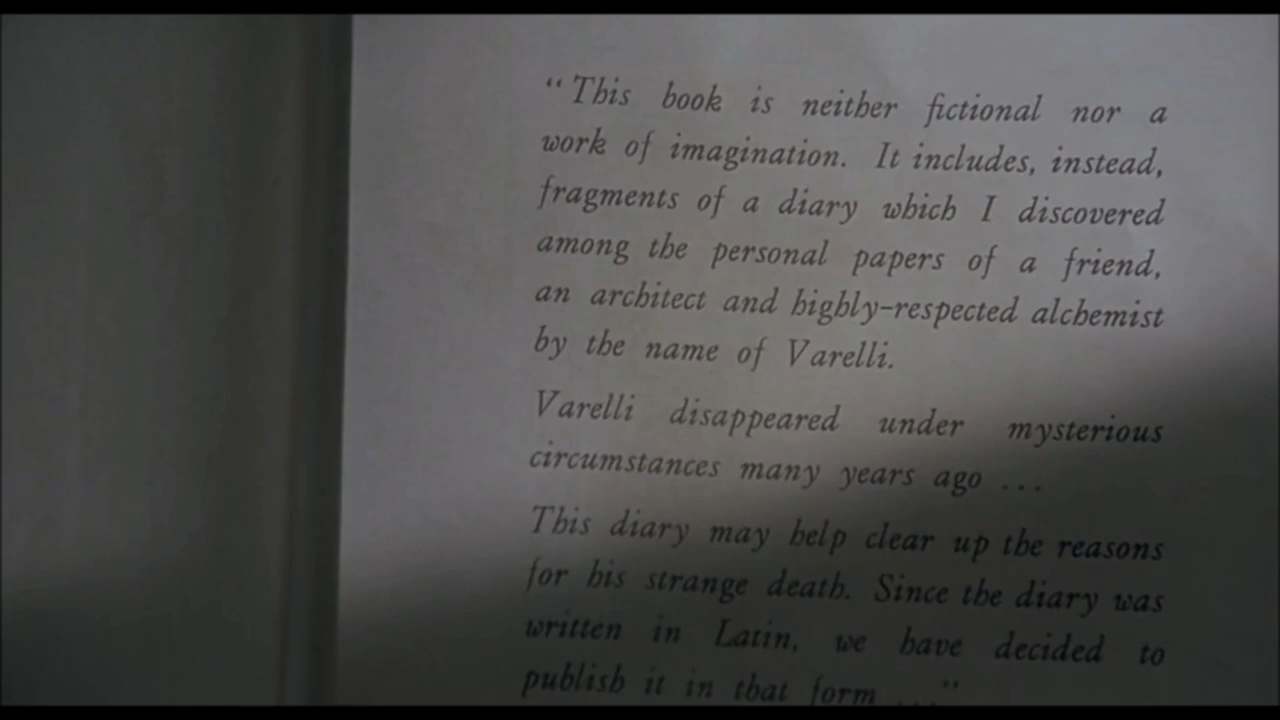 “This book is neither fictional nor a
work of imagination. It includes, instead,
fragments of a diary which I discovered
among the personal papers of a friend,
an architect and highly-respected alchemist
by the name of Varelli.
Varelli disappeared under mysterious
circumstances many years ago ...
This diary may help clear up the reasons
for his strange death. Since the diary was
written in Latin, we have decided to
publish it in that form ...”